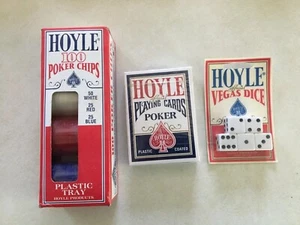 HOYLE
100
POKER CHIPS
50
WHITE
25
RED
25
BLUE
PLASTIC
TRAY
HOYLE PRODUCTS
HOYLE
PLAYING CARDS
POKER
HOYLE
PLASTIC COATED
HOYLE
VEGAS DICE